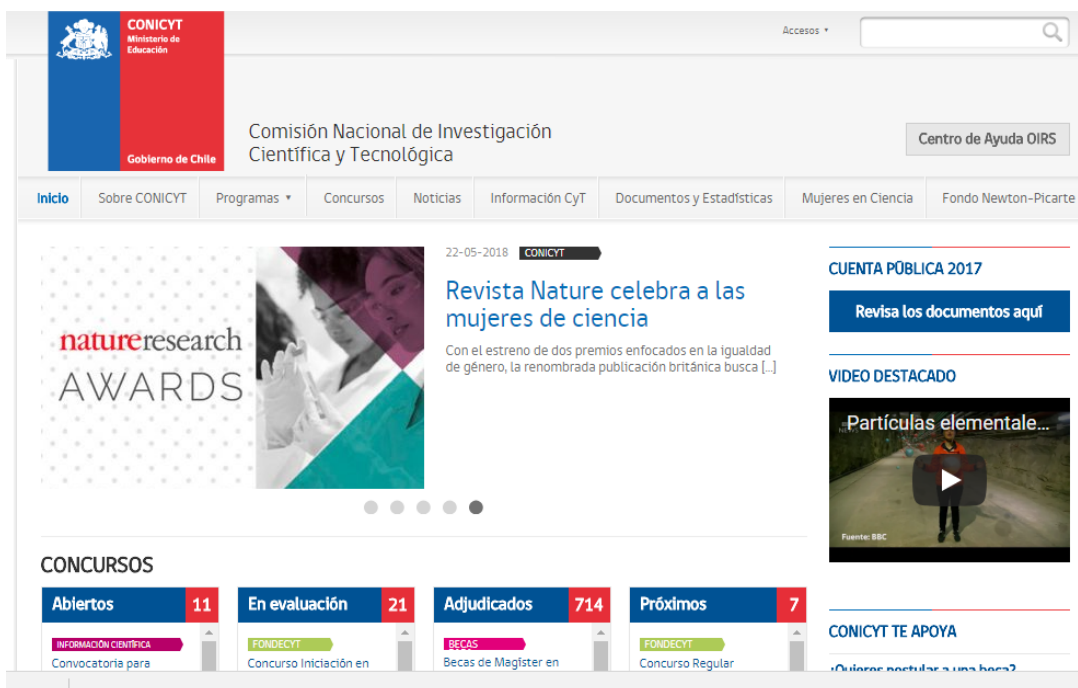 CONICYT
Ministerio de
Educación
Gobierno de Chile
Accesos
Comisión Nacional de Investigación
Científica y Tecnológica
Centro de Ayuda OIRS
Inicio
Sobre CONICYT
Programas
Concursos
Noticias
Información CyT
Documentos y Estadísticas
Mujeres en Ciencia
Fondo Newton-Picarte
natureresearch
AWARDS
22-05-2018 CONICYT
Revista Nature celebra a las
mujeres de ciencia
Con el estreno de dos premios enfocados en la igualdad
de género, la renombrada publicación británica busca [...]
CUENTA PÚBLICA 2017
Revisa los documentos aquí
VIDEO DESTACADO
Partículas elementale...
Fuente: BBC
CONCURSOS
Abiertos 11
INFORMACIÓN CIENTÍFICA
Convocatoria para
En evaluación 21
FONDECYT
Concurso Iniciación en
Adjudicados 714
BECAS
Becas de Magíster en
Próximos 7
FONDECYT
Concurso Regular
CONICYT TE APOYA
¿Quieres postular a una beca?